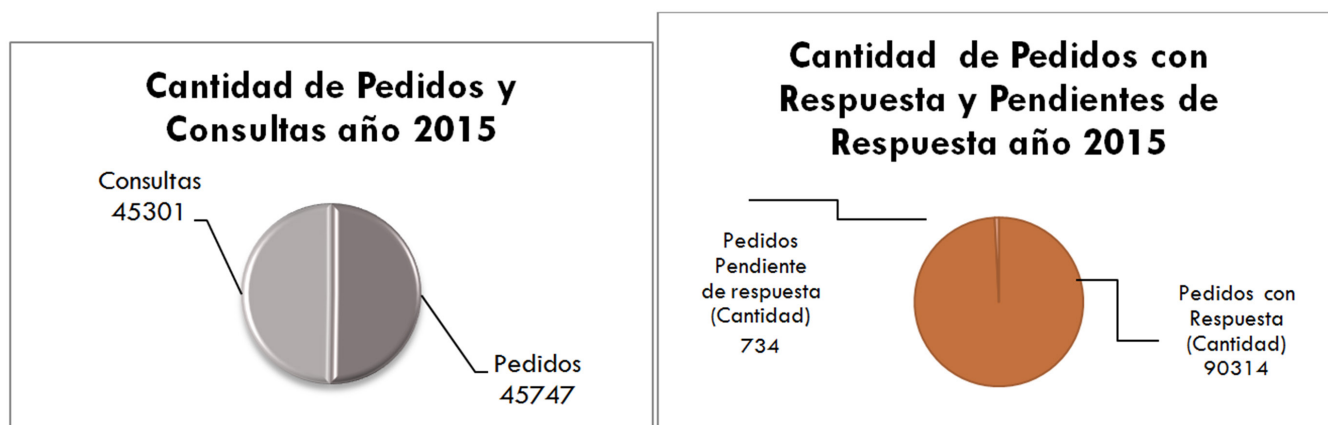 Cantidad de Pedidos y
Consultas año 2015
Consultas
45301
Pedidos
45747
Cantidad de Pedidos con
Respuesta y Pendientes de
Respuesta año 2015
Pedidos
Pendiente
de respuesta
(Cantidad)
734
Pedidos con
Respuesta
(Cantidad)
90314